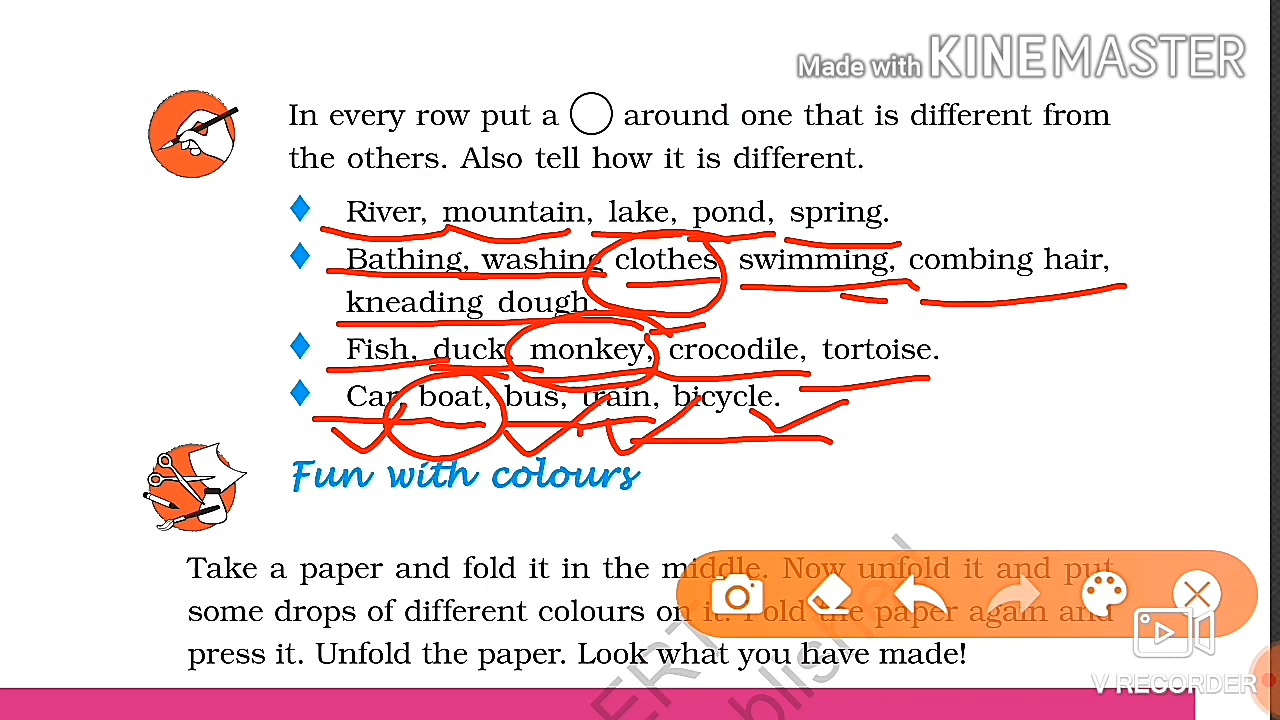 Made with KINEMASTER
In every row put a ◯ around one that is different from
the others. Also tell how it is different.
River, mountain, lake, pond, spring.
Bathing, washing clothes, swimming, combing hair,
kneading dough.
Fish, duck, monkey, crocodile, tortoise.
Car, boat, bus, train, bicycle.
Fun with colours
Take a paper and fold it in the middle. Now unfold it and put
some drops of different colours on it. Fold the paper again and
press it. Unfold the paper. Look what you have made!
V RECORDER